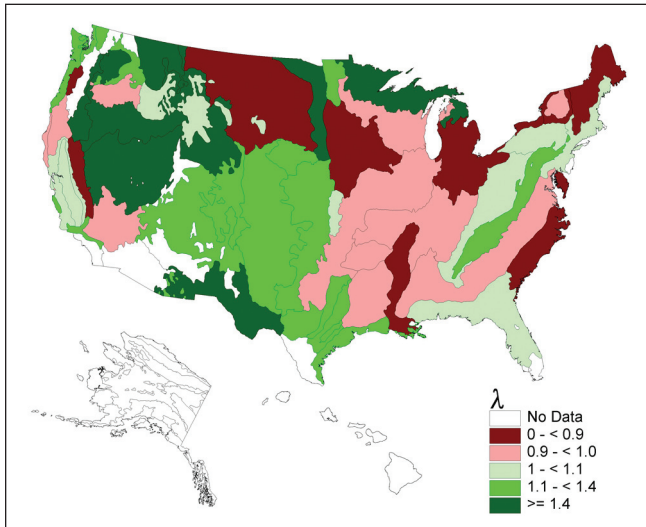 λ
No Data
0 - < 0.9
0.9 - < 1.0
1 - < 1.1
1.1 - < 1.4
>= 1.4